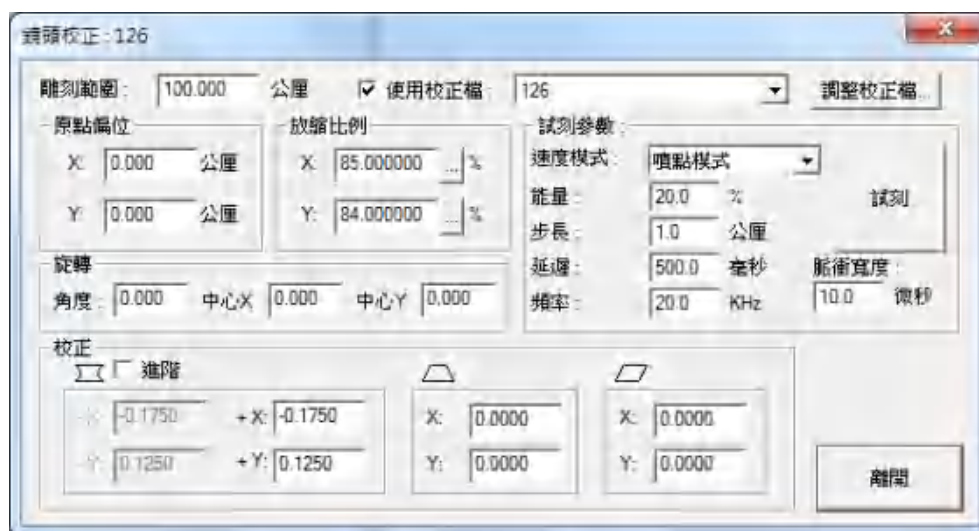 鏡頭校正 : 126
雕刻範圍 : 100.000 公厘 使用校正檔 : 126 調整校正檔...
原點偏位
X: 0.000 公厘
Y: 0.000 公厘
放縮比例
X: 85.000000 ... %
Y: 84.000000 ... %
試刻參數 :
速度模式 : 噴點模式
能量 : 20.0 %
步長 : 1.0 公厘
延遲 : 500.0 毫秒
頻率 : 20.0 KHz
試刻
脈衝寬度 :
10.0 微秒
旋轉
角度 : 0.000 中心X 0.000 中心Y 0.000
校正
進階
-X: -0.1750 +X: -0.1750
-Y: 0.1250 +Y: 0.1250
X: 0.0000
Y: 0.0000
X: 0.0000
Y: 0.0000
離開